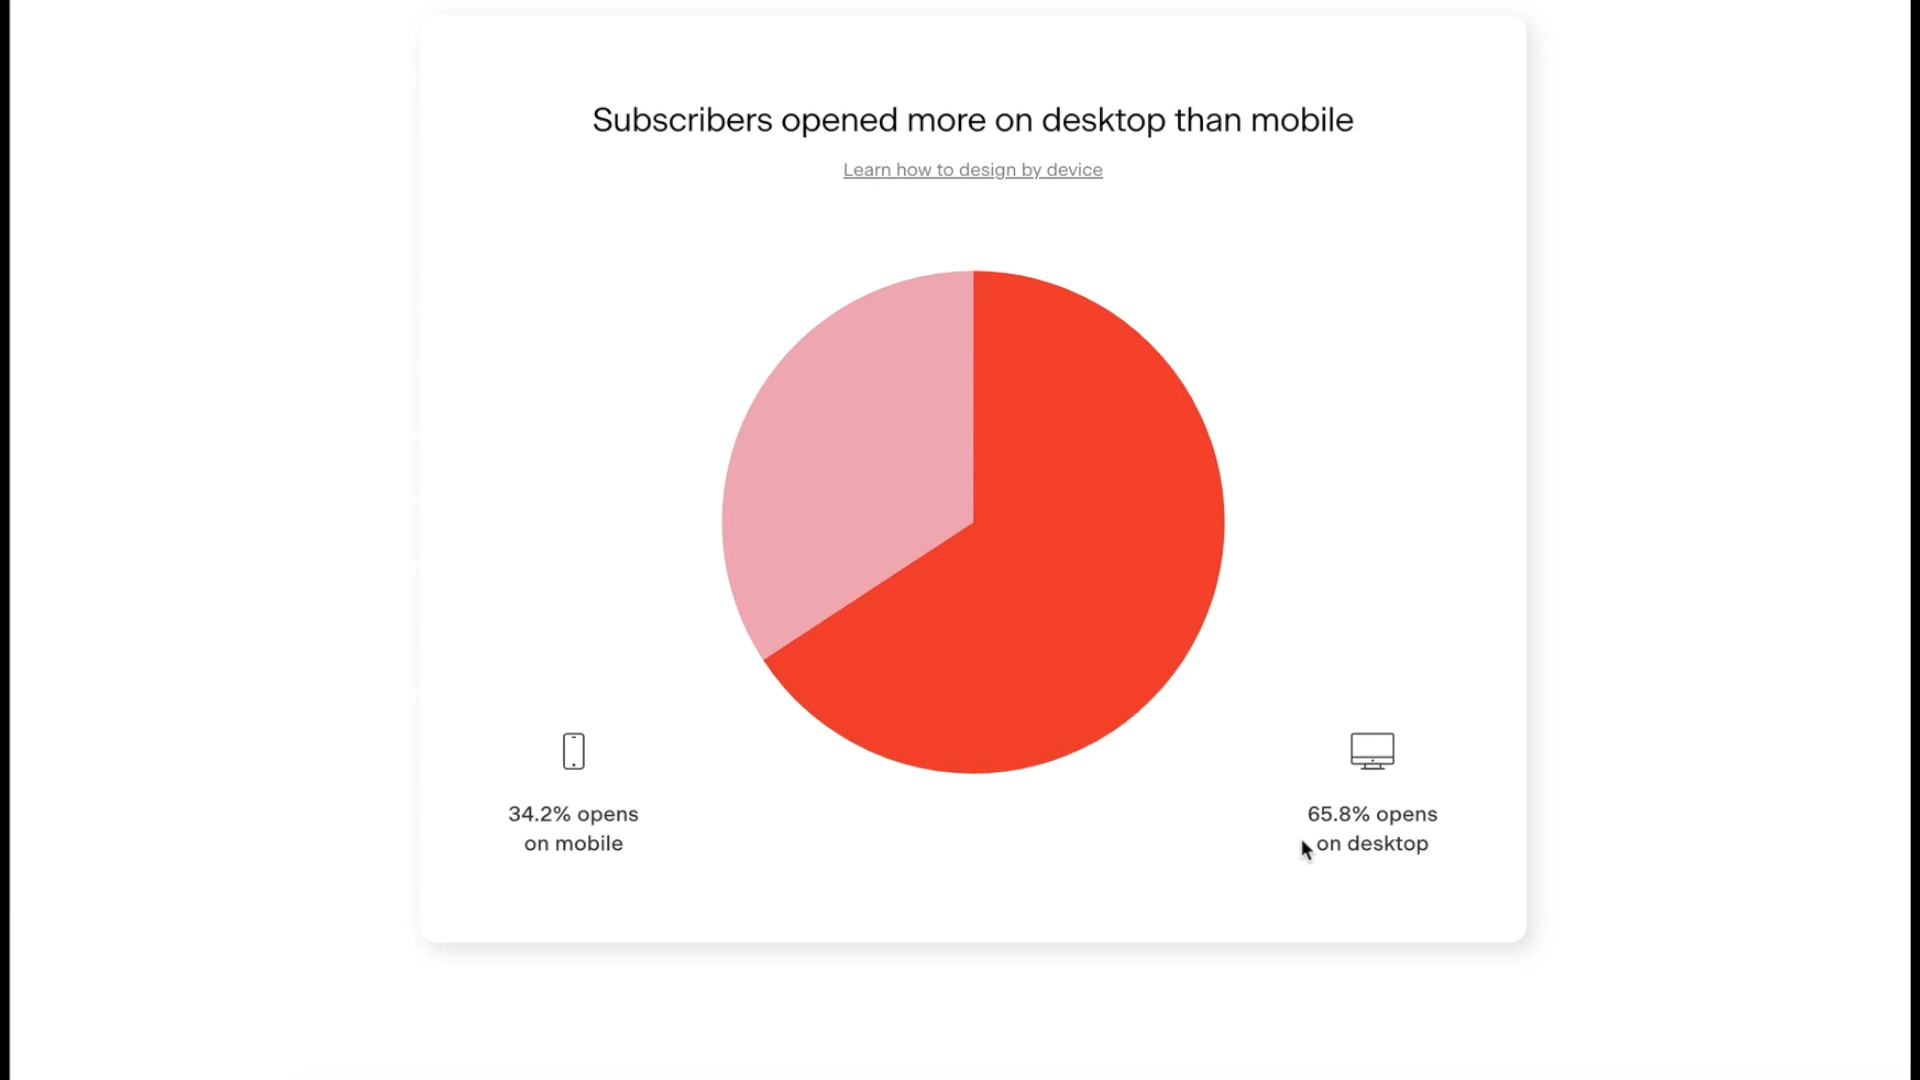 Subscribers opened more on desktop than mobile
Learn how to design by device
34.2% opens
on mobile
65.8% opens
on desktop